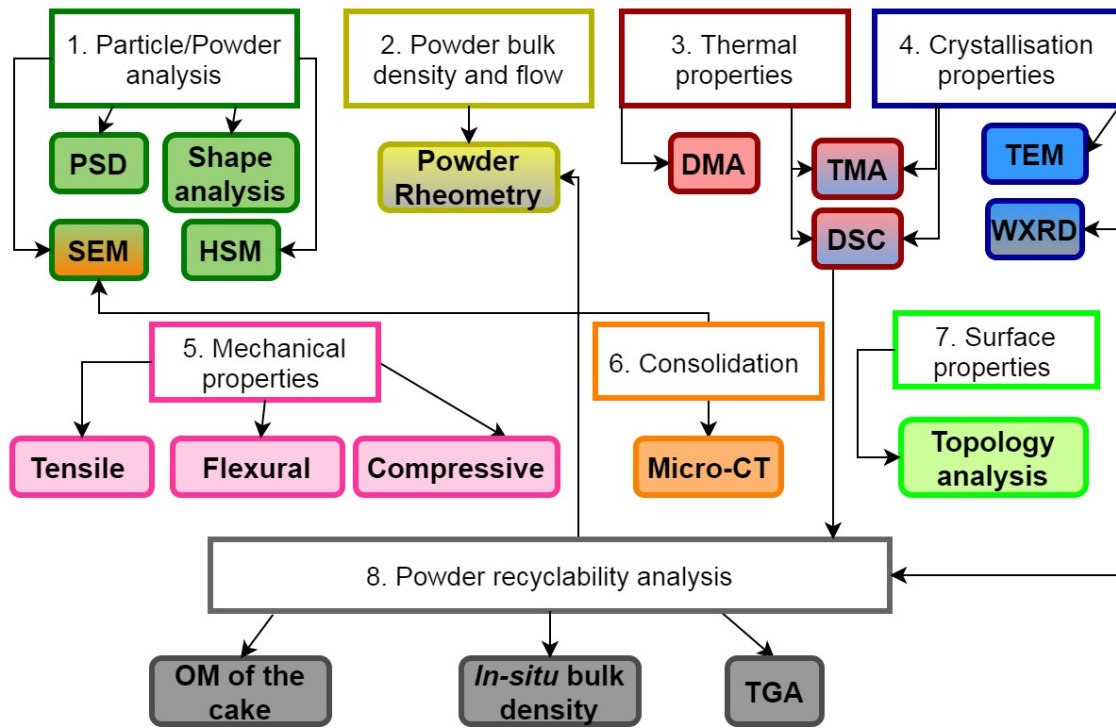 1. Particle/Powder
analysis
2. Powder bulk
density and flow
3. Thermal
properties
4. Crystallisation
properties
PSD
Shape
analysis
Powder
Rheometry
DMA
TMA
TEM
SEM
HSM
DSC
WXRD
5. Mechanical
properties
6. Consolidation
7. Surface
properties
Tensile
Flexural
Compressive
Micro-CT
Topology
analysis
8. Powder recyclability analysis
OM of the
cake
In-situ bulk
density
TGA